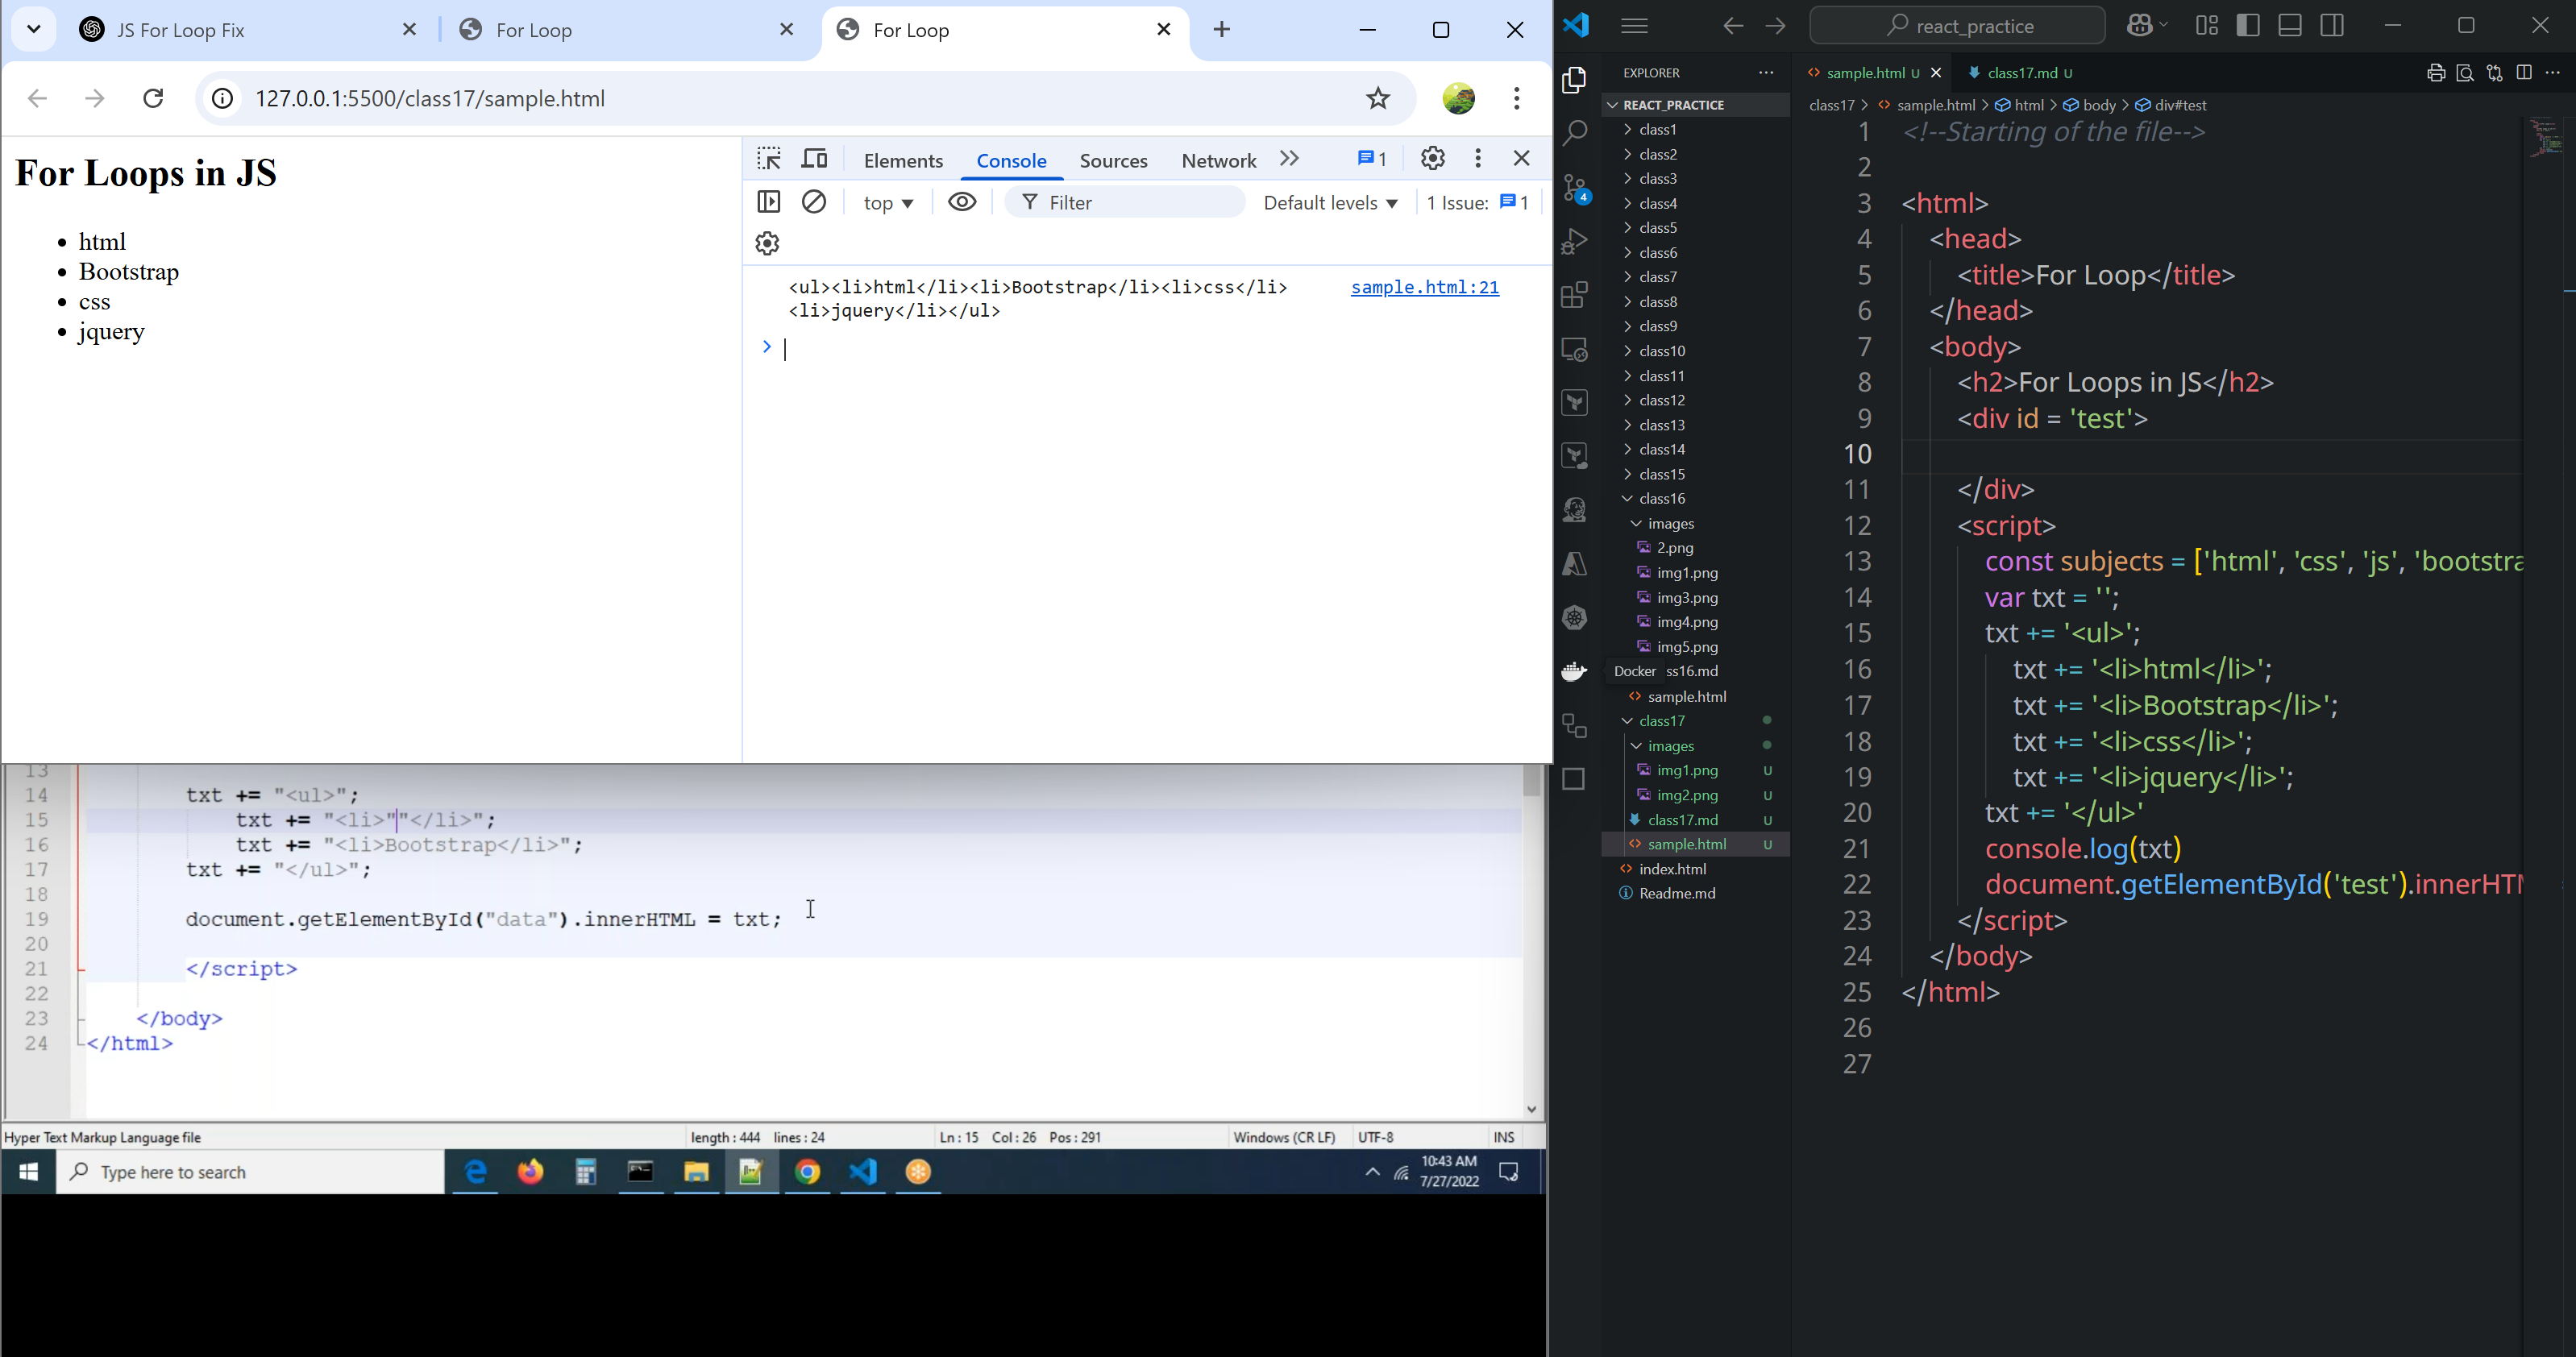 JS For Loop Fix
For Loop
For Loop
127.0.0.1:5500/class17/sample.html
For Loops in JS
html
Bootstrap
css
jquery
Elements
Console
Sources
Network
1
top
Filter
Default levels
1 Issue:
1
<ul><li>html</li><li>Bootstrap</li><li>css</li>
<li>jquery</li></ul>
sample.html:21
13
14 txt += "<ul>";
15 txt += "<li>""</li>";
16 txt += "<li>Bootstrap</li>";
17 txt += "</ul>";
18
19 document.getElementById("data").innerHTML = txt;
20
21 </script>
22
23 </body>
24 </html>
Hyper Text Markup Language file
length : 444 lines : 24
Ln : 15 Col : 26 Pos : 291
Windows (CR LF)
UTF-8
INS
Type here to search
10:43 AM
7/27/2022
react_practice
EXPLORER
REACT_PRACTICE
class1
class2
class3
class4
class5
class6
class7
class8
class9
class10
class11
class12
class13
class14
class15
class16
images
2.png
img1.png
img3.png
img4.png
img5.png
Docker
ss16.md
sample.html
class17
images
img1.png U
img2.png U
class17.md U
sample.html U
index.html
Readme.md
4
sample.html U
class17.md U
class17 > sample.html > html > body > div#test
1 <!--Starting of the file-->
2
3 <html>
4 <head>
5 <title>For Loop</title>
6 </head>
7 <body>
8 <h2>For Loops in JS</h2>
9 <div id = 'test'>
10
11 </div>
12 <script>
13 const subjects = ['html', 'css', 'js', 'bootstra
14 var txt = '';
15 txt += '<ul>';
16 txt += '<li>html</li>';
17 txt += '<li>Bootstrap</li>';
18 txt += '<li>css</li>';
19 txt += '<li>jquery</li>';
20 txt += '</ul>'
21 console.log(txt)
22 document.getElementById('test').innerHTM
23 </script>
24 </body>
25 </html>
26
27